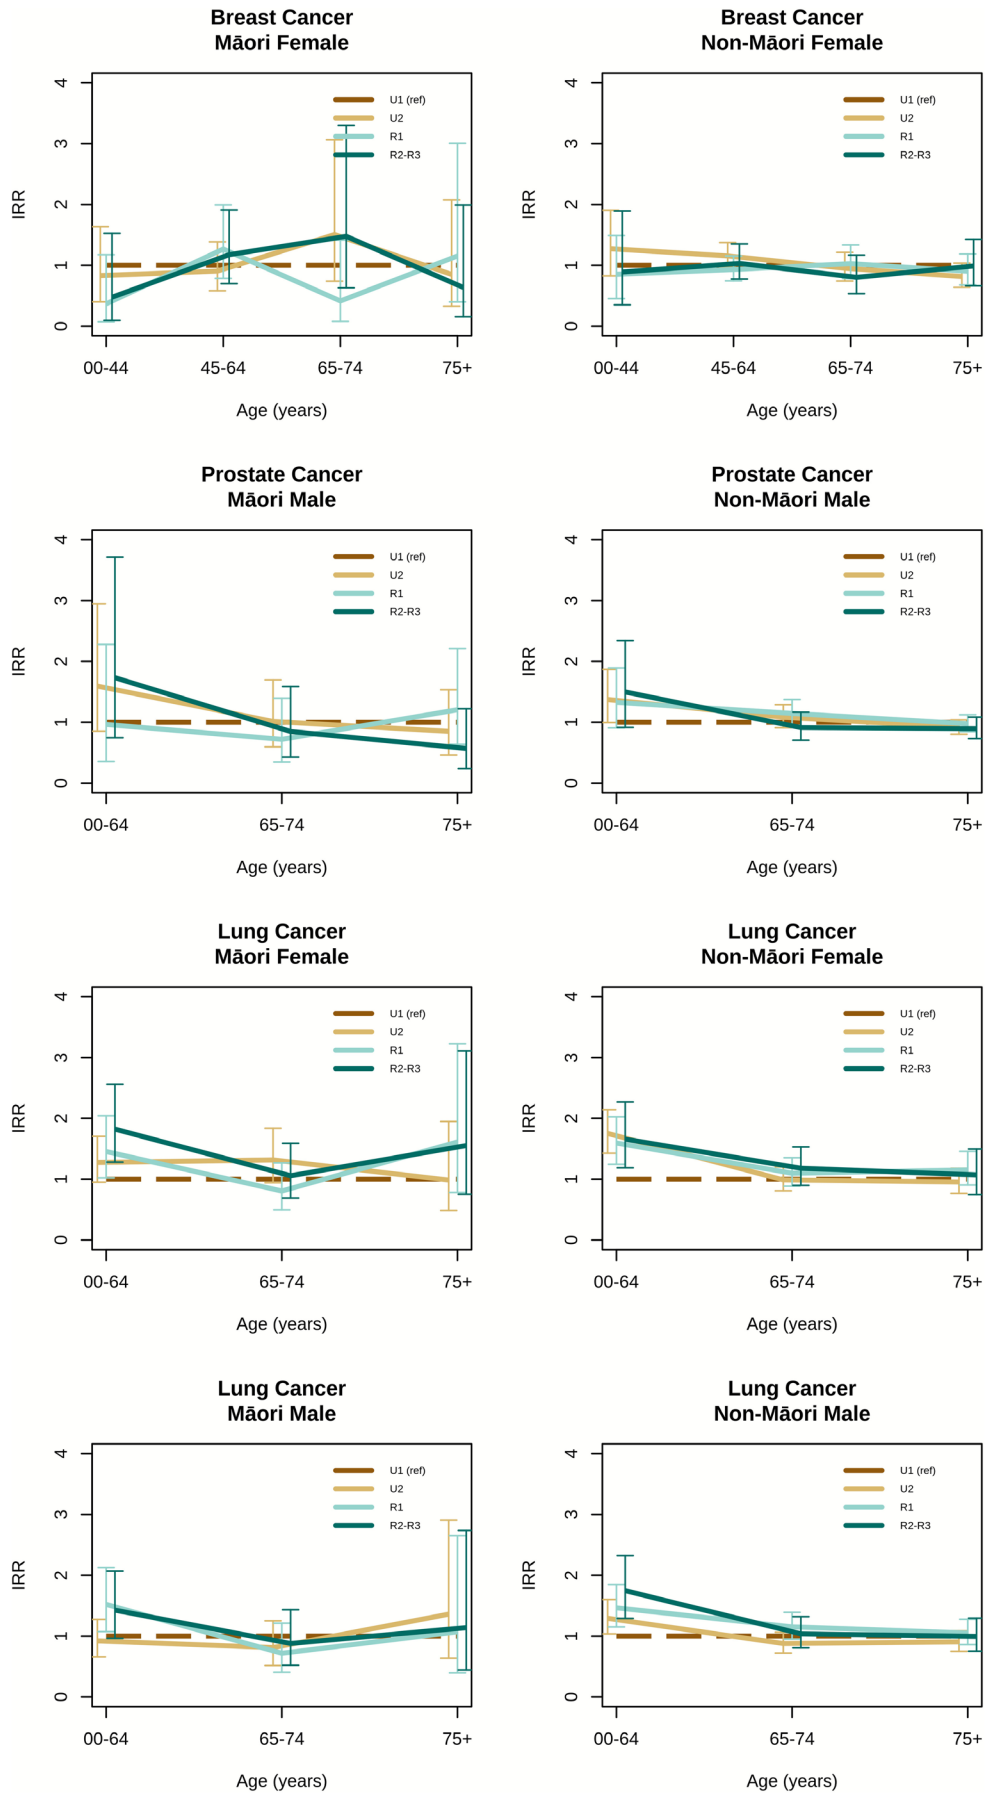 Breast Cancer
Māori Female
4
3
2
1
0
IRR
U1 (ref)
U2
R1
R2-R3
00-44
45-64
65-74
75+
Age (years)
Breast Cancer
Non-Māori Female
4
3
2
1
0
IRR
U1 (ref)
U2
R1
R2-R3
00-44
45-64
65-74
75+
Age (years)
Prostate Cancer
Māori Male
4
3
2
1
0
IRR
U1 (ref)
U2
R1
R2-R3
00-64
65-74
75+
Age (years)
Prostate Cancer
Non-Māori Male
4
3
2
1
0
IRR
U1 (ref)
U2
R1
R2-R3
00-64
65-74
75+
Age (years)
Lung Cancer
Māori Female
4
3
2
1
0
IRR
U1 (ref)
U2
R1
R2-R3
00-64
65-74
75+
Age (years)
Lung Cancer
Non-Māori Female
4
3
2
1
0
IRR
U1 (ref)
U2
R1
R2-R3
00-64
65-74
75+
Age (years)
Lung Cancer
Māori Male
4
3
2
1
0
IRR
U1 (ref)
U2
R1
R2-R3
00-64
65-74
75+
Age (years)
Lung Cancer
Non-Māori Male
4
3
2
1
0
IRR
U1 (ref)
U2
R1
R2-R3
00-64
65-74
75+
Age (years)